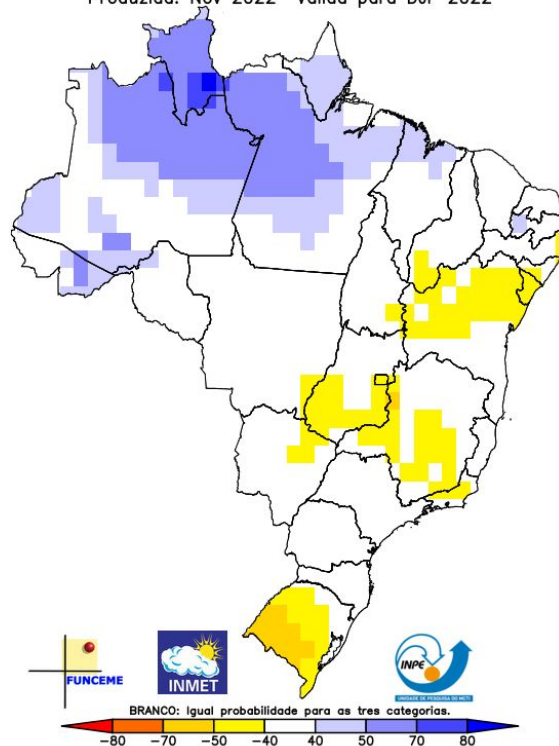 Produzida: Nov-2022 Válida para DJF-2022
FUNCEME
INMET
INPE
UNIDADE DE PESQUISA DO MCTI
BRANCO: Igual probabilidade para as tres categorias.
-80 -70 -50 -40 40 50 70 80